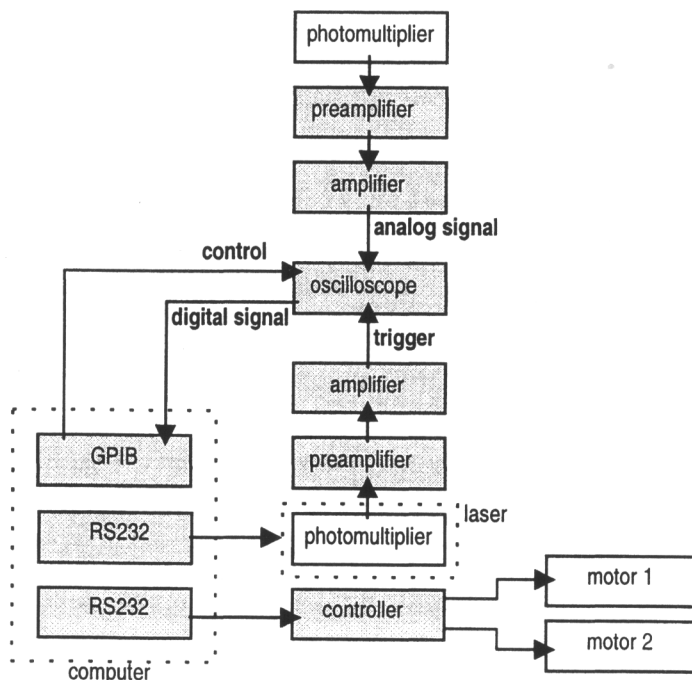 photomultiplier
preamplifier
amplifier
analog signal
control
oscilloscope
digital signal
trigger
amplifier
GPIB
preamplifier
laser
RS232
photomultiplier
motor 1
RS232
controller
motor 2
computer